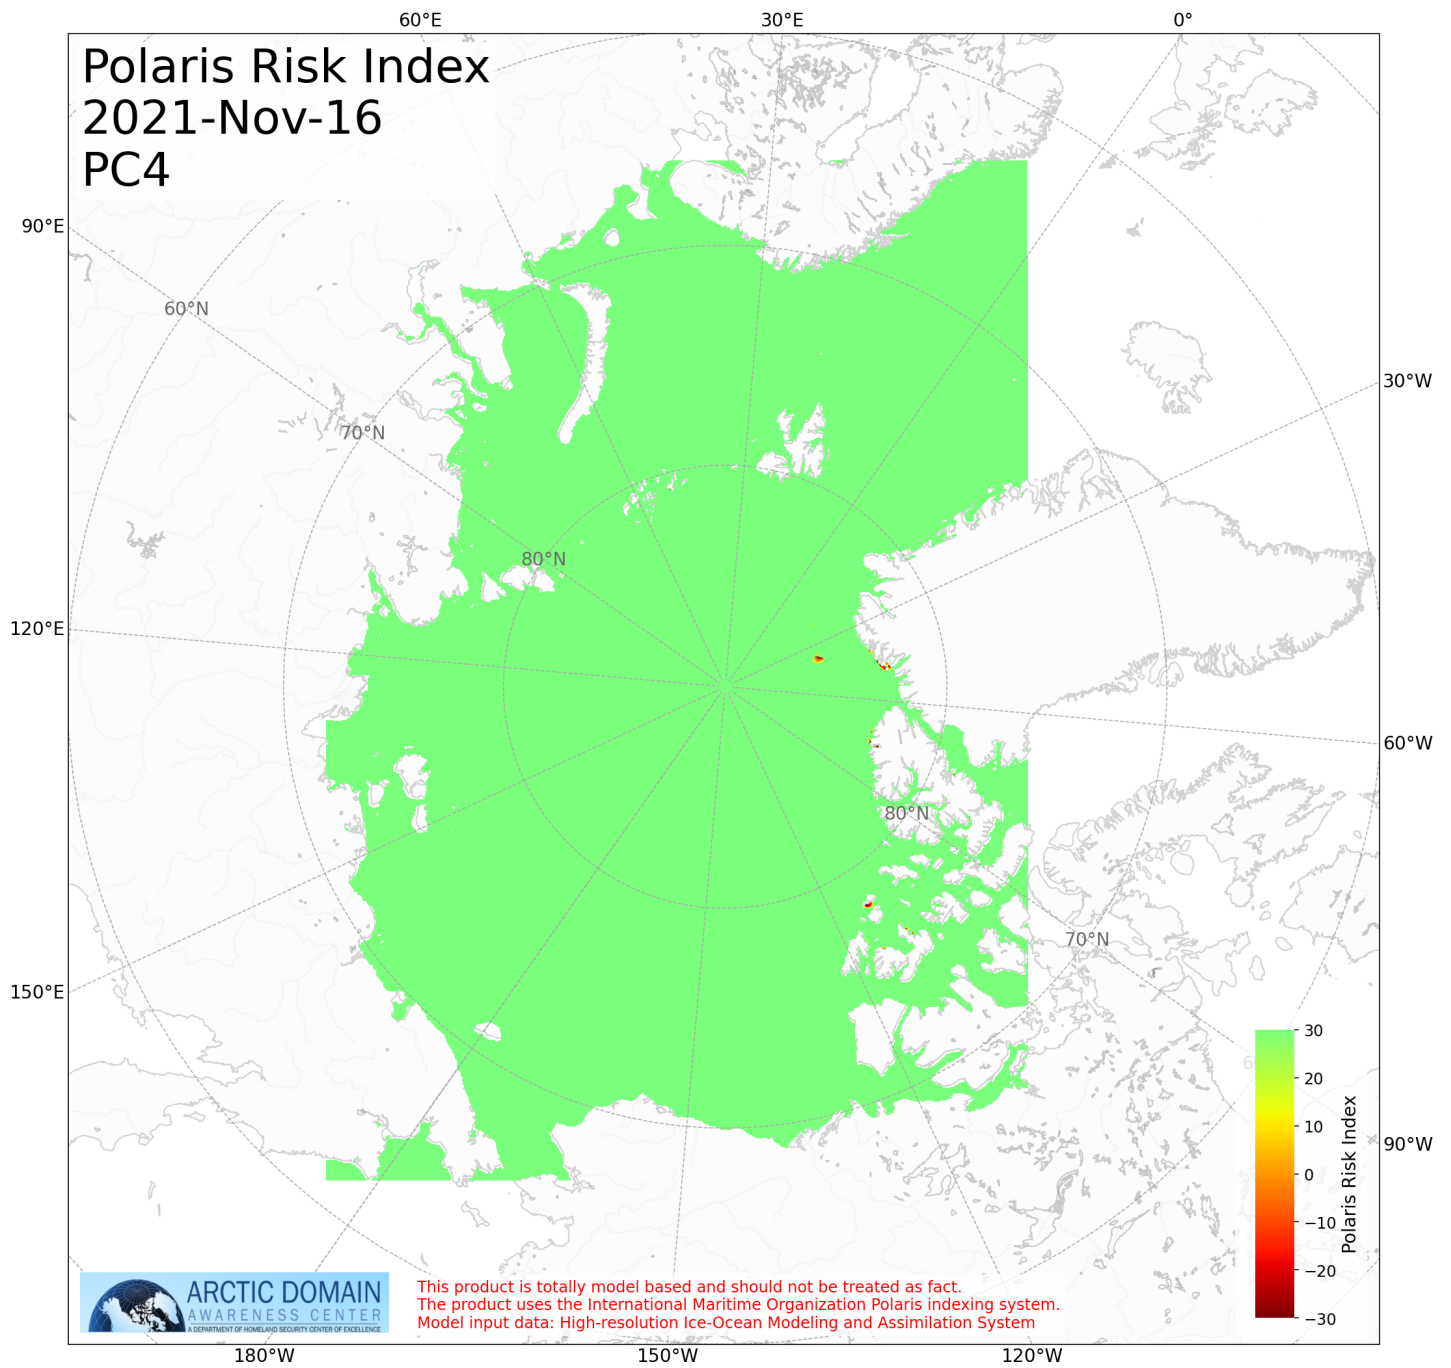 60°E 30°E 0°
Polaris Risk Index
2021-Nov-16
PC4
90°E
60°N
30°W
70°N
80°N
120°E
60°W
80°N
70°N
150°E
30
20
10
0
−10
−20
−30
Polaris Risk Index
90°W
ARCTIC DOMAIN
AWARENESS CENTER
A DEPARTMENT OF HOMELAND SECURITY CENTER OF EXCELLENCE
This product is totally model based and should not be treated as fact.
The product uses the International Maritime Organization Polaris indexing system.
Model input data: High-resolution Ice-Ocean Modeling and Assimilation System
180°W 150°W 120°W